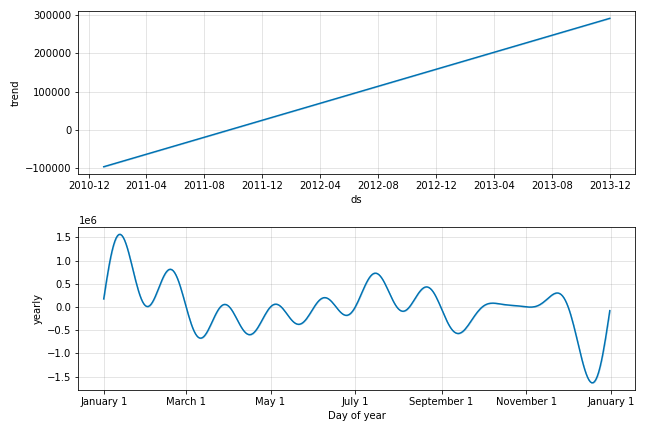 300000
200000
100000
0
−100000
trend
2010-12 2011-04 2011-08 2011-12 2012-04 2012-08 2012-12 2013-04 2013-08 2013-12
ds
1e6
1.5
1.0
0.5
0.0
−0.5
−1.0
−1.5
yearly
January 1 March 1 May 1 July 1 September 1 November 1 January 1
Day of year